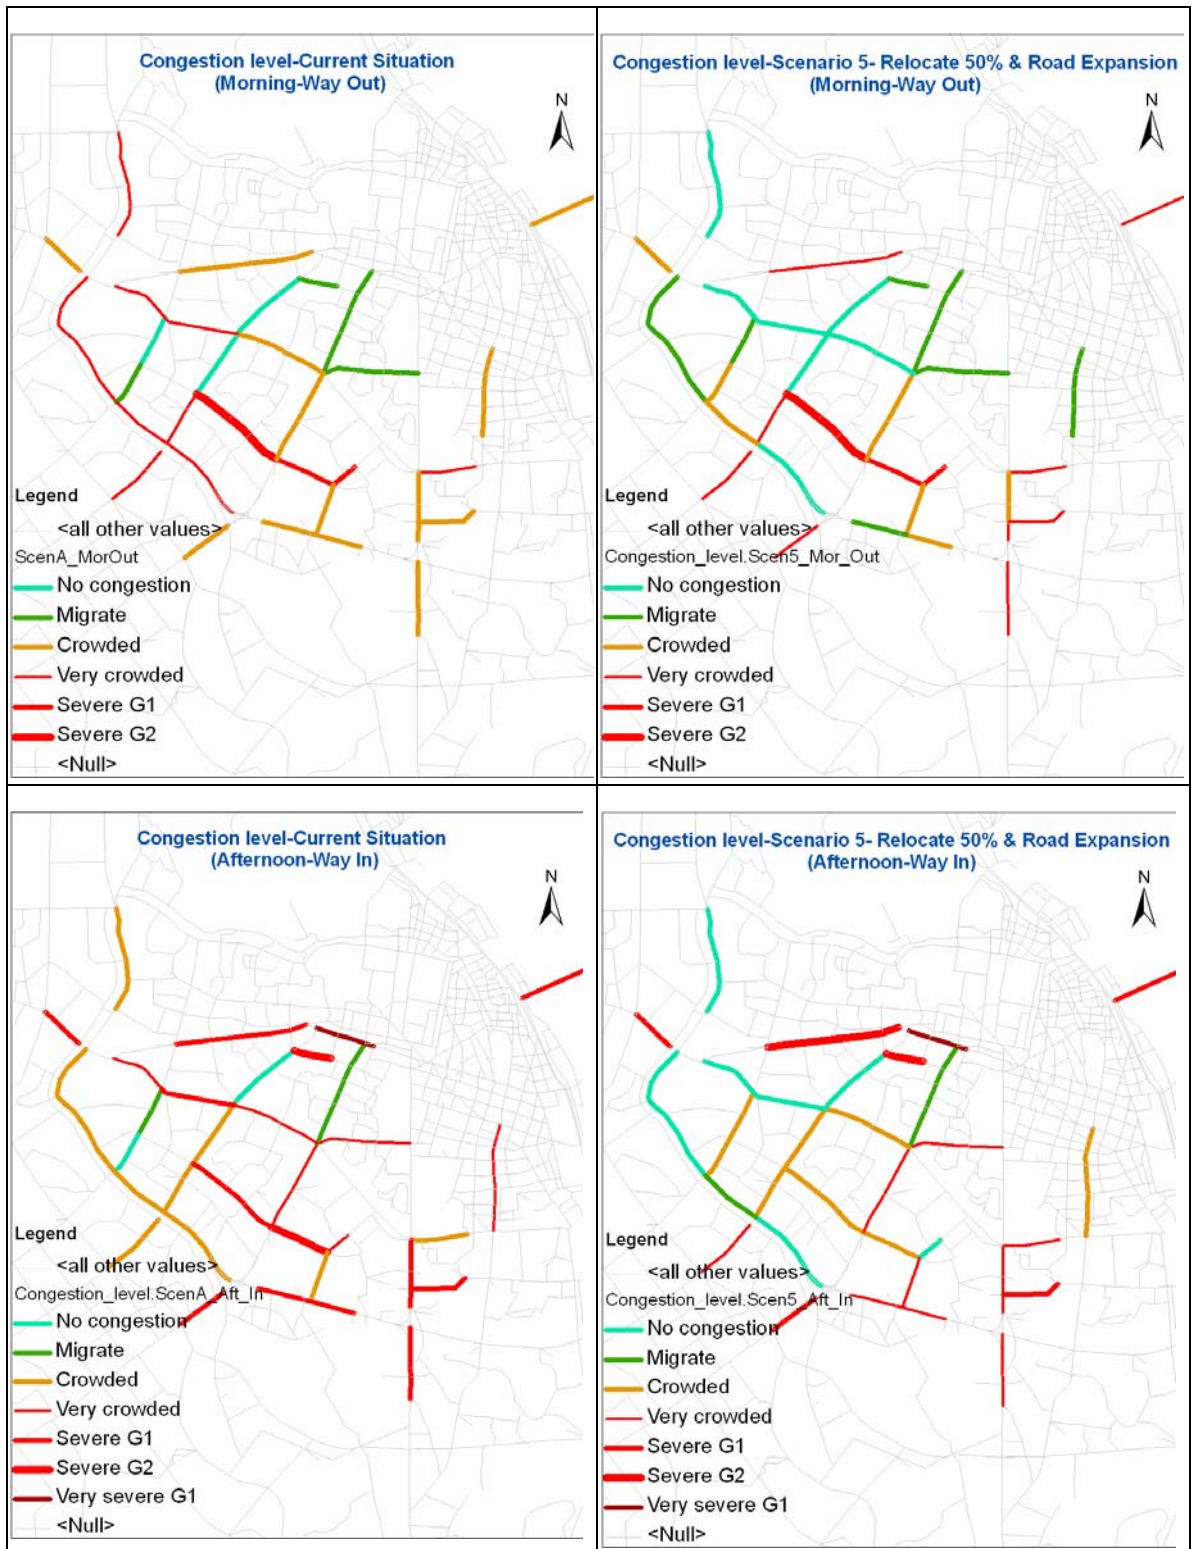 Congestion level-Current Situation
(Morning-Way Out)
N
Legend
<all other values>
ScenA_MorOut
No congestion
Migrate
Crowded
Very crowded
Severe G1
Severe G2
<Null>
Congestion level-Scenario 5- Relocate 50% & Road Expansion
(Morning-Way Out)
N
Legend
<all other values>
Congestion_level.Scen5_Mor_Out
No congestion
Migrate
Crowded
Very crowded
Severe G1
Severe G2
<Null>
Congestion level-Current Situation
(Afternoon-Way In)
N
Legend
<all other values>
Congestion_level.ScenA_Aft_In
No congestion
Migrate
Crowded
Very crowded
Severe G1
Severe G2
Very severe G1
<Null>
Congestion level-Scenario 5- Relocate 50% & Road Expansion
(Afternoon-Way In)
N
Legend
<all other values>
Congestion_level.Scen5_Aft_In
No congestion
Migrate
Crowded
Very crowded
Severe G1
Severe G2
Very severe G1
<Null>